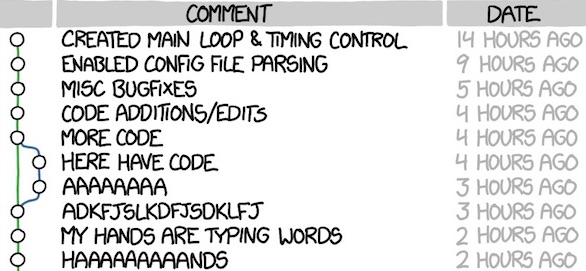 COMMENT DATE
CREATED MAIN LOOP & TIMING CONTROL 14 HOURS AGO
ENABLED CONFIG FILE PARSING 9 HOURS AGO
MISC BUGFIXES 5 HOURS AGO
CODE ADDITIONS/EDITS 4 HOURS AGO
MORE CODE 4 HOURS AGO
HERE HAVE CODE 4 HOURS AGO
AAAAAAAA 3 HOURS AGO
ADKFJSLKDFJSDKLFJ 3 HOURS AGO
MY HANDS ARE TYPING WORDS 2 HOURS AGO
HAAAAAAAAANDS 2 HOURS AGO